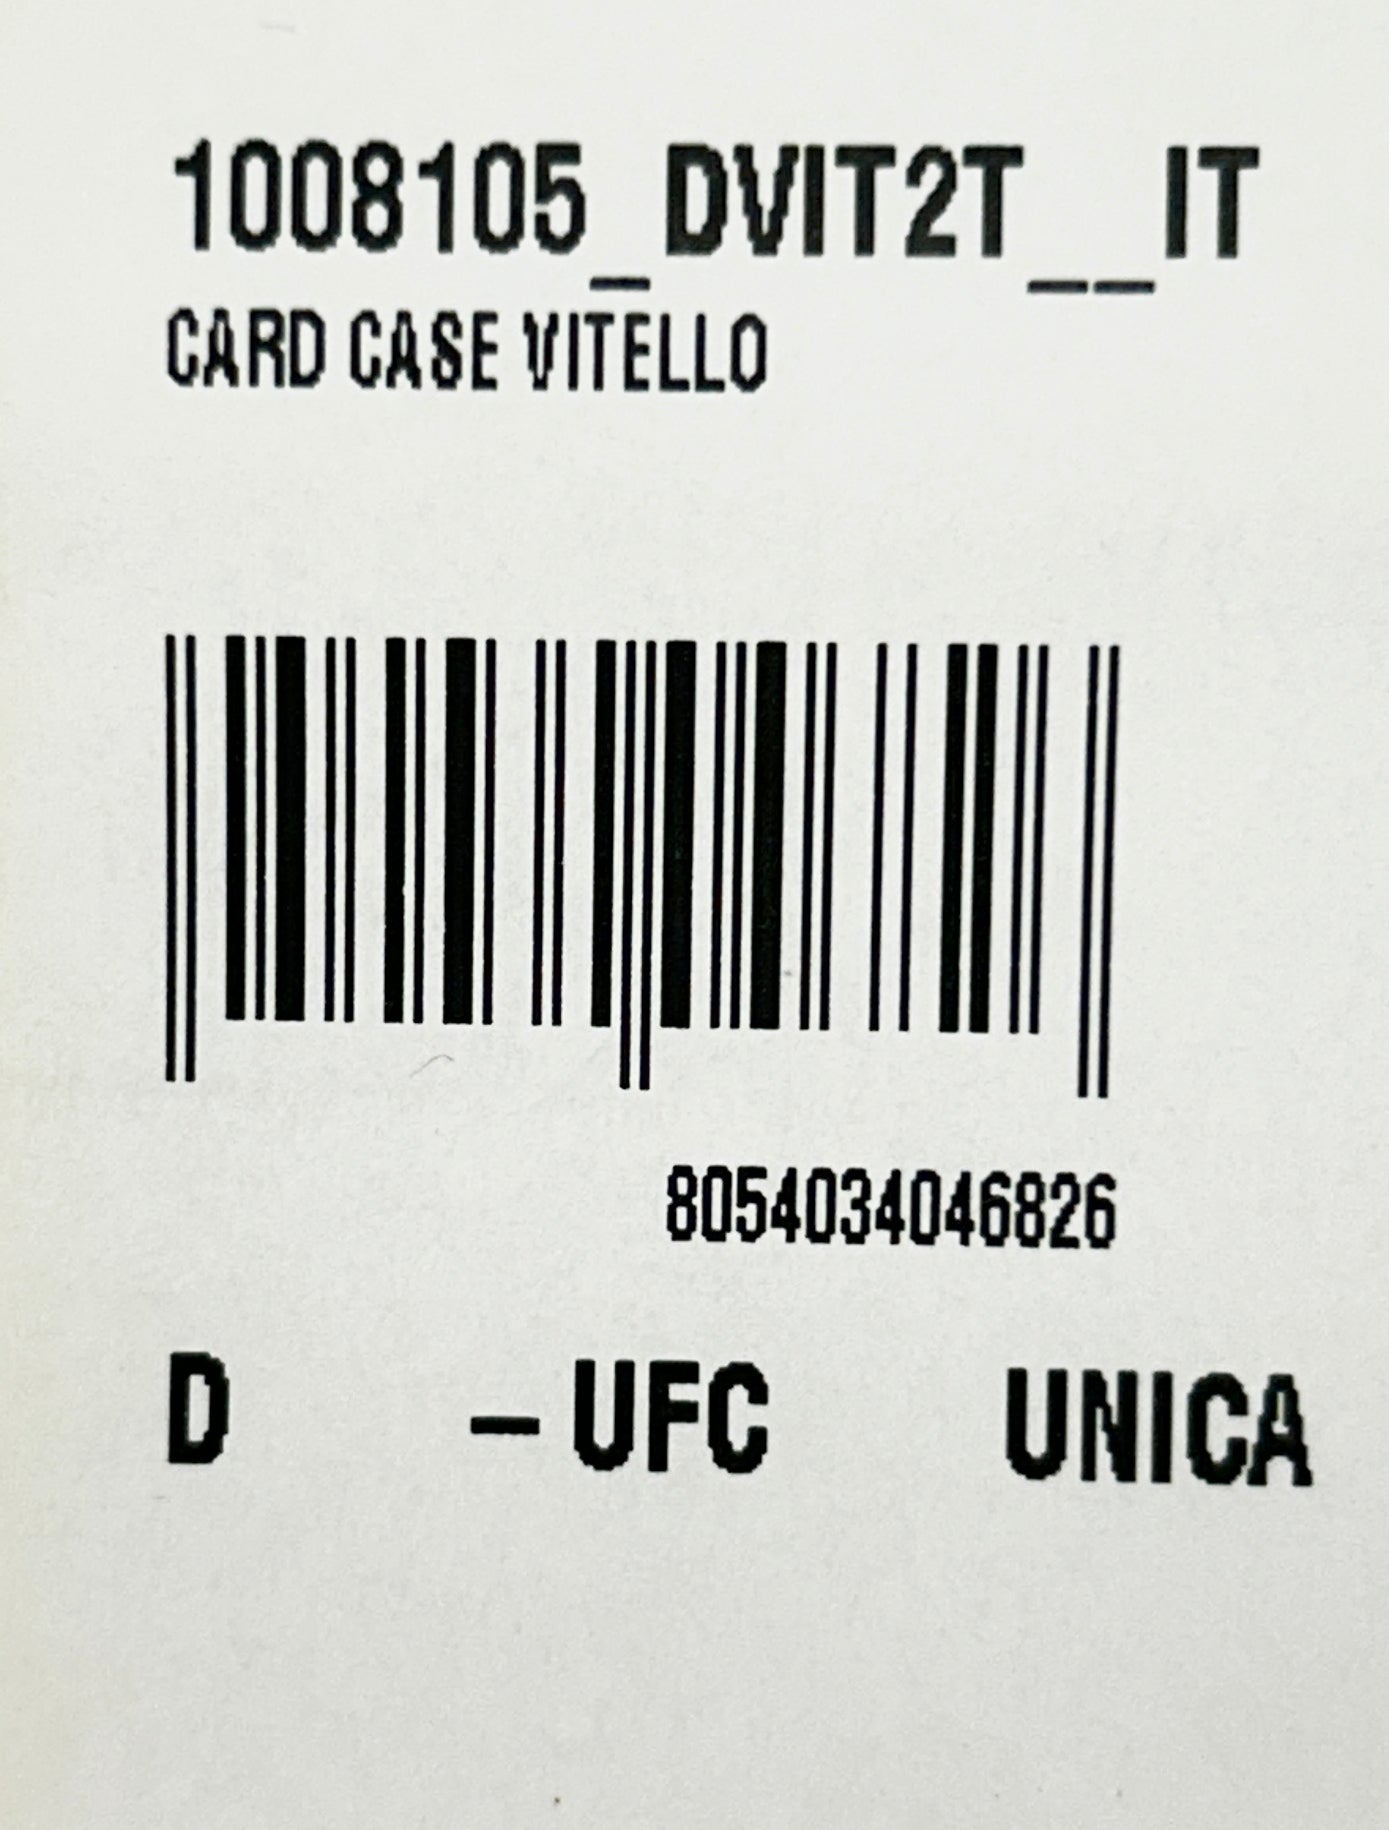 1008105_DVIT2T__IT
CARD CASE VITELLO
8054034046826
D – UFC UNICA